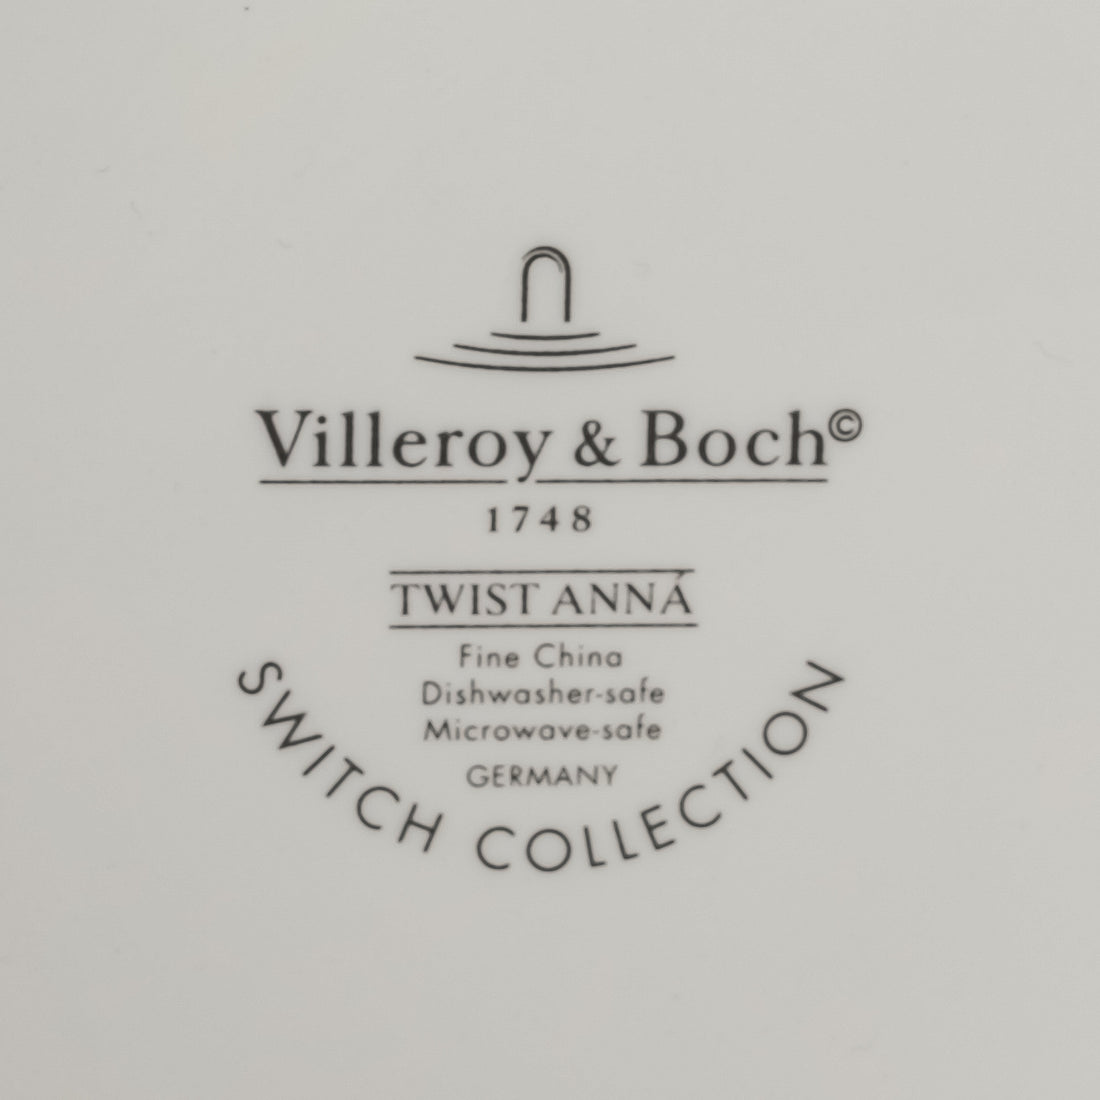 Villeroy & Boch©
1748
TWIST ANNÁ
Fine China
Dishwasher-safe
Microwave-safe
GERMANY
SWITCH COLLECTION